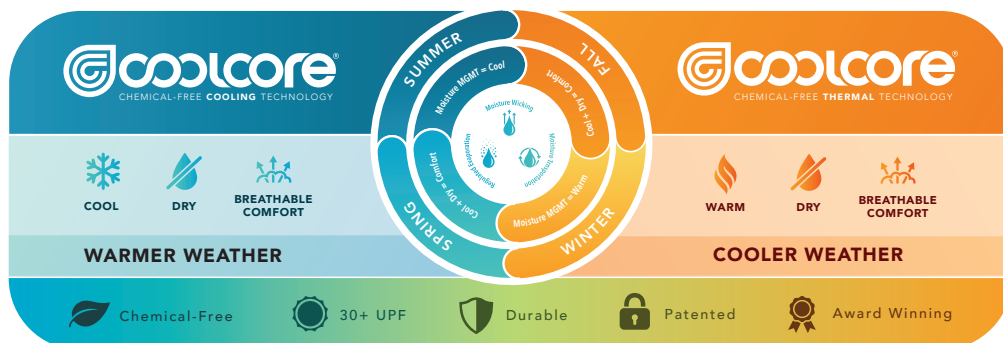 coolcore®
CHEMICAL-FREE COOLING TECHNOLOGY
COOL
DRY
BREATHABLE
COMFORT
WARMER WEATHER
SUMMER
FALL
WINTER
SPRING
Moisture MGMT = Cool
Cool + Dry = Comfort
Moisture MGMT = Warm
Cool + Dry = Comfort
Moisture Wicking
Moisture Trasportation
Regulated Evaporation
coolcore®
CHEMICAL-FREE THERMAL TECHNOLOGY
WARM
DRY
BREATHABLE
COMFORT
COOLER WEATHER
Chemical-Free
30+ UPF
Durable
Patented
Award Winning